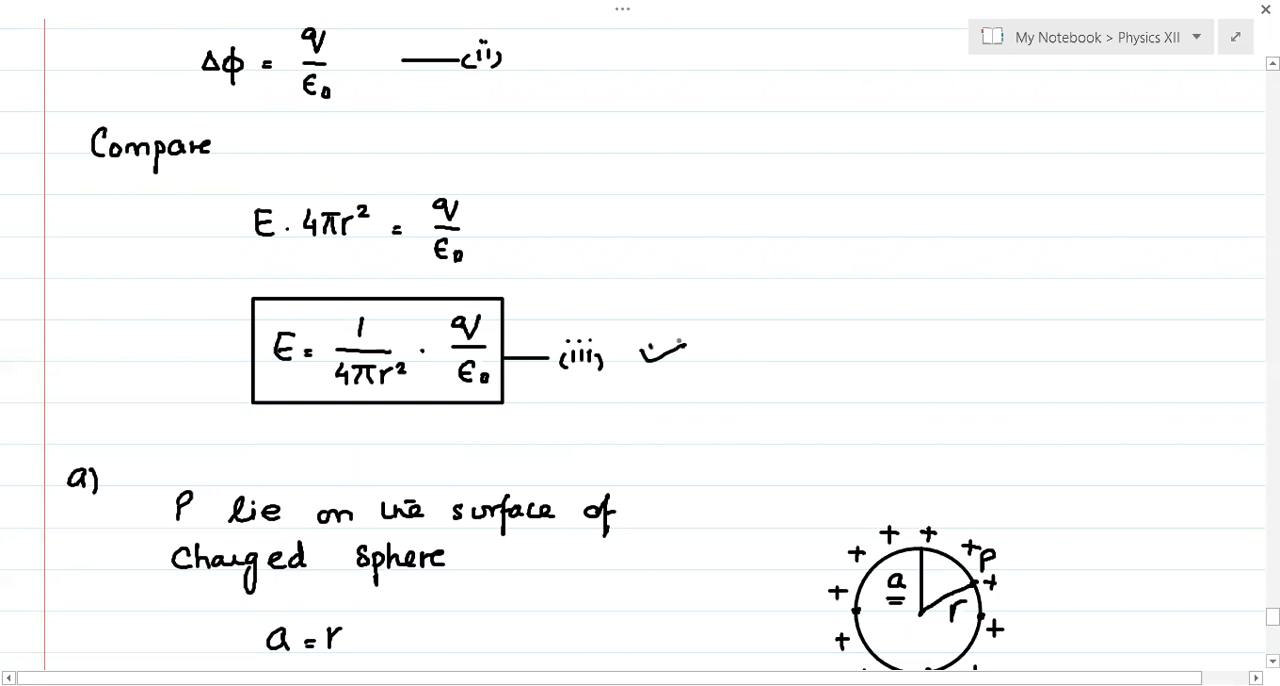 ...
My Notebook > Physics XII
Δϕ = q/ε₀ —(ii)
Compare
E . 4πr² = q/ε₀
E = 1/4πr² . q/ε₀ —(iii)
a)
P lie on the surface of
Charged Sphere
a = r
+ + + + + + + + +
P
a
r